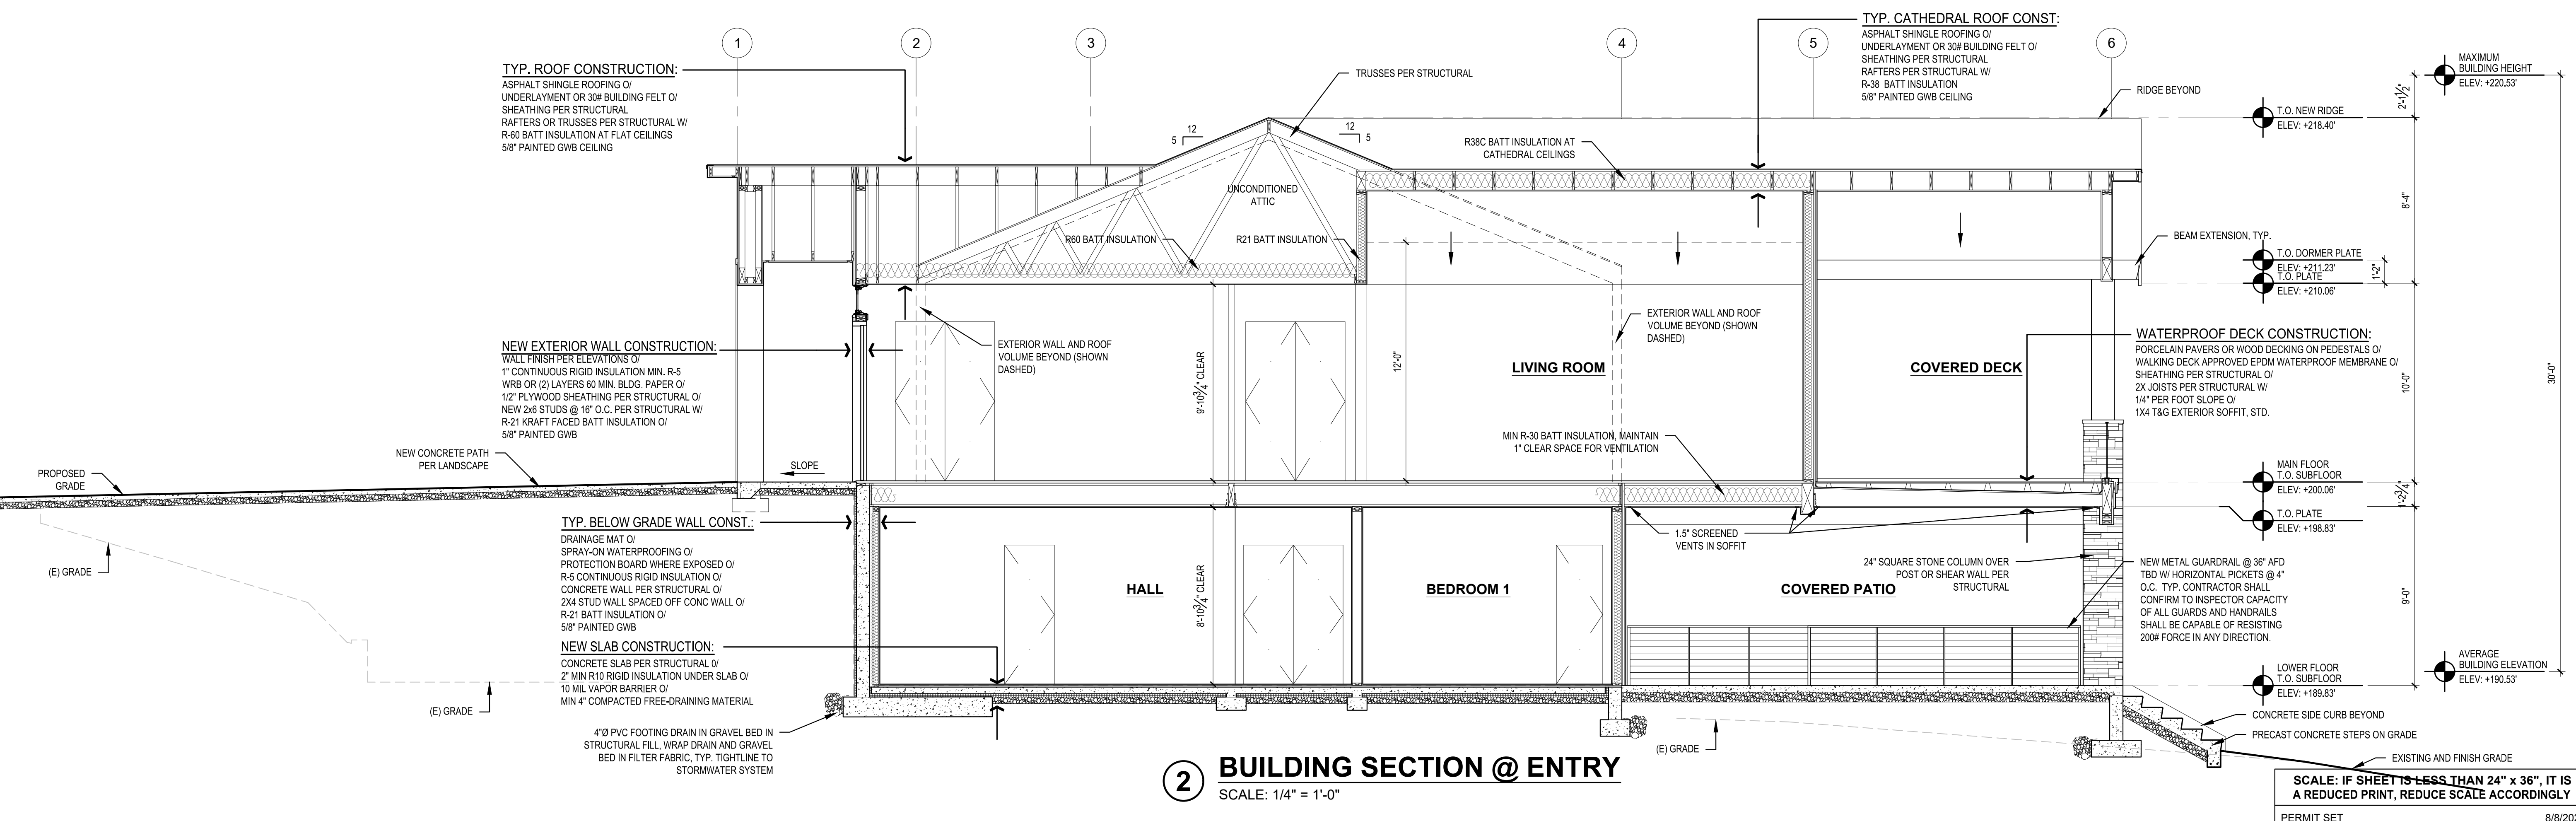 1
2
3
4
5
6
TYP. ROOF CONSTRUCTION:
ASPHALT SHINGLE ROOFING O/
UNDERLAYMENT OR 30# BUILDING FELT O/
SHEATHING PER STRUCTURAL
RAFTERS OR TRUSSES PER STRUCTURAL W/
R-60 BATT INSULATION AT FLAT CEILINGS
5/8" PAINTED GWB CEILING
TRUSSES PER STRUCTURAL
TYP. CATHEDRAL ROOF CONST:
ASPHALT SHINGLE ROOFING O/
UNDERLAYMENT OR 30# BUILDING FELT O/
SHEATHING PER STRUCTURAL
RAFTERS PER STRUCTURAL W/
R-38 BATT INSULATION
5/8" PAINTED GWB CEILING
RIDGE BEYOND
MAXIMUM
BUILDING HEIGHT
ELEV: +220.53'
2'-1½"
T.O. NEW RIDGE
ELEV: +218.40'
12
5
12
5
R38C BATT INSULATION AT
CATHEDRAL CEILINGS
UNCONDITIONED
ATTIC
R60 BATT INSULATION
R21 BATT INSULATION
8'-4"
BEAM EXTENSION, TYP.
T.O. DORMER PLATE
ELEV: +211.23'
T.O. PLATE
ELEV: +210.06'
1'-2"
NEW EXTERIOR WALL CONSTRUCTION:
WALL FINISH PER ELEVATIONS O/
1" CONTINUOUS RIGID INSULATION MIN. R-5
WRB OR (2) LAYERS 60 MIN. BLDG. PAPER O/
1/2" PLYWOOD SHEATHING PER STRUCTURAL O/
NEW 2x6 STUDS @ 16" O.C. PER STRUCTURAL W/
R-21 KRAFT FACED BATT INSULATION O/
5/8" PAINTED GWB
EXTERIOR WALL AND ROOF
VOLUME BEYOND (SHOWN
DASHED)
9'-10¾" CLEAR
12'-0"
LIVING ROOM
EXTERIOR WALL AND ROOF
VOLUME BEYOND (SHOWN
DASHED)
COVERED DECK
WATERPROOF DECK CONSTRUCTION:
PORCELAIN PAVERS OR WOOD DECKING ON PEDESTALS O/
WALKING DECK APPROVED EPDM WATERPROOF MEMBRANE O/
SHEATHING PER STRUCTURAL O/
2X JOISTS PER STRUCTURAL W/
1/4" PER FOOT SLOPE O/
1X4 T&G EXTERIOR SOFFIT, STD.
10'-0"
30'-0"
MIN R-30 BATT INSULATION, MAINTAIN
1" CLEAR SPACE FOR VENTILATION
PROPOSED
GRADE
NEW CONCRETE PATH
PER LANDSCAPE
SLOPE
MAIN FLOOR
T.O. SUBFLOOR
ELEV: +200.06'
1'-2¾"
T.O. PLATE
ELEV: +198.83'
TYP. BELOW GRADE WALL CONST.:
DRAINAGE MAT O/
SPRAY-ON WATERPROOFING O/
PROTECTION BOARD WHERE EXPOSED O/
R-5 CONTINUOUS RIGID INSULATION O/
CONCRETE WALL PER STRUCTURAL O/
2X4 STUD WALL SPACED OFF CONC WALL O/
R-21 BATT INSULATION O/
5/8" PAINTED GWB
(E) GRADE
1.5" SCREENED
VENTS IN SOFFIT
24" SQUARE STONE COLUMN OVER
POST OR SHEAR WALL PER
STRUCTURAL
NEW METAL GUARDRAIL @ 36" AFD
TBD W/ HORIZONTAL PICKETS @ 4"
O.C. TYP. CONTRACTOR SHALL
CONFIRM TO INSPECTOR CAPACITY
OF ALL GUARDS AND HANDRAILS
SHALL BE CAPABLE OF RESISTING
200# FORCE IN ANY DIRECTION.
HALL
8'-10¾" CLEAR
BEDROOM 1
COVERED PATIO
9'-0"
NEW SLAB CONSTRUCTION:
CONCRETE SLAB PER STRUCTURAL 0/
2" MIN R10 RIGID INSULATION UNDER SLAB O/
10 MIL VAPOR BARRIER O/
MIN 4" COMPACTED FREE-DRAINING MATERIAL
LOWER FLOOR
T.O. SUBFLOOR
ELEV: +189.83'
AVERAGE
BUILDING ELEVATION
ELEV: +190.53'
(E) GRADE
4"Ø PVC FOOTING DRAIN IN GRAVEL BED IN
STRUCTURAL FILL, WRAP DRAIN AND GRAVEL
BED IN FILTER FABRIC, TYP. TIGHTLINE TO
STORMWATER SYSTEM
(E) GRADE
CONCRETE SIDE CURB BEYOND
PRECAST CONCRETE STEPS ON GRADE
EXISTING AND FINISH GRADE
2
BUILDING SECTION @ ENTRY
SCALE: 1/4" = 1'-0"
SCALE: IF SHEET IS LESS THAN 24" x 36", IT IS
A REDUCED PRINT, REDUCE SCALE ACCORDINGLY
PERMIT SET
8/8/20